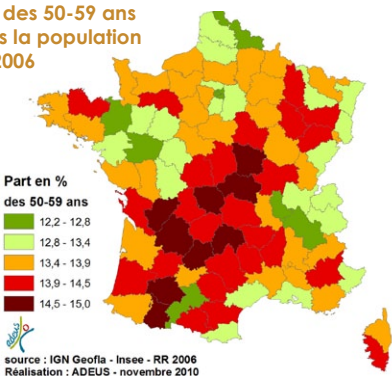 des 50-59 ans
s la population
2006
Part en %
des 50-59 ans
12,2 - 12,8
12,8 - 13,4
13,4 - 13,9
13,9 - 14,5
14,5 - 15,0
adeus
source : IGN Geofla - Insee - RR 2006
Réalisation : ADEUS - novembre 2010